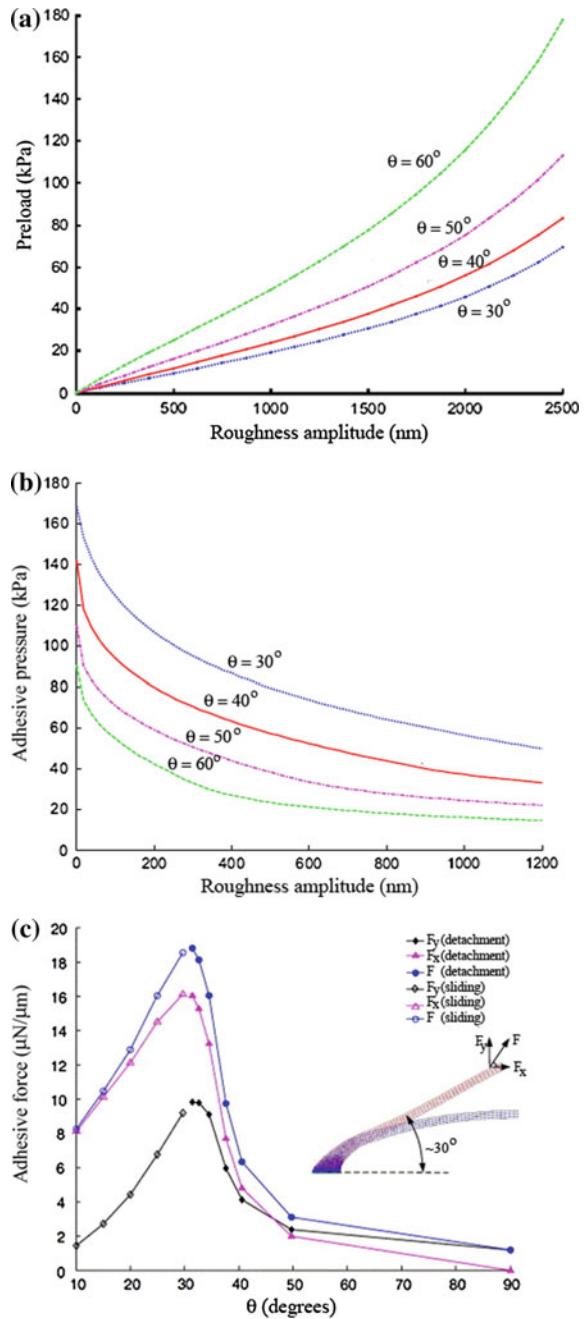 (a)
180
160
140
120
100
80
60
40
20
0
Preload (kPa)
θ = 60°
θ = 50°
θ = 40°
θ = 30°
0 500 1000 1500 2000 2500
Roughness amplitude (nm)
(b)
180
160
140
120
100
80
60
40
20
0
Adhesive pressure (kPa)
θ = 30°
θ = 40°
θ = 50°
θ = 60°
0 200 400 600 800 1000 1200
Roughness amplitude (nm)
(c)
20
18
16
14
12
10
8
6
4
2
0
Adhesive force (μN/μm)
Fy (detachment)
Fx (detachment)
F (detachment)
Fy (sliding)
Fx (sliding)
F (sliding)
Fy
F
Fx
~30°
10 20 30 40 50 60 70 80 90
θ (degrees)